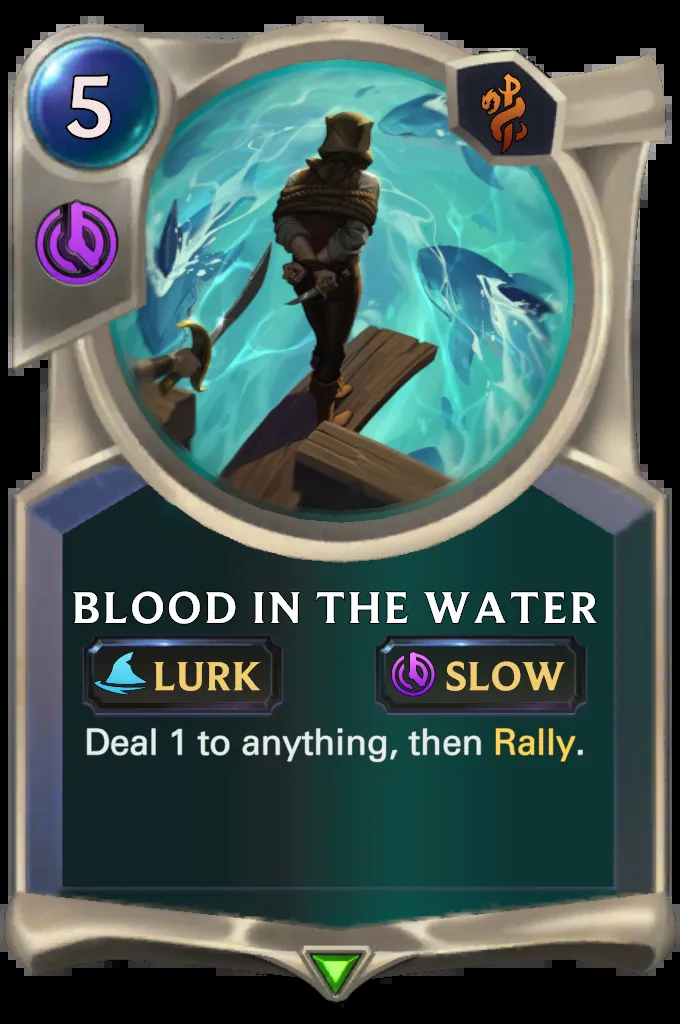 5
BLOOD IN THE WATER
LURK SLOW
Deal 1 to anything, then Rally.